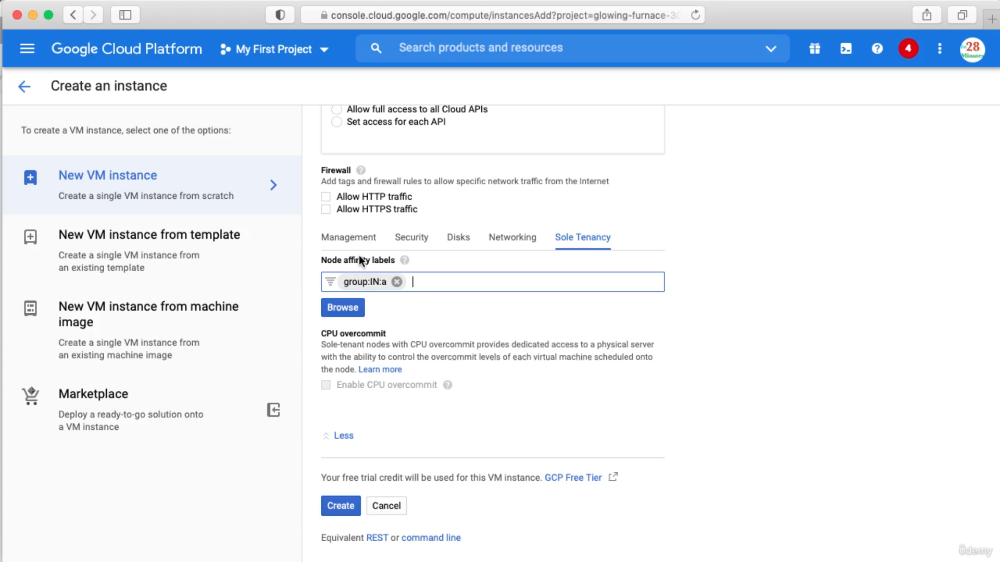 console.cloud.google.com/compute/instancesAdd?project=glowing-furnace-30
Google Cloud Platform
My First Project
Search products and resources
4
in28
Minutes
Create an instance
To create a VM instance, select one of the options:
New VM instance
Create a single VM instance from scratch
New VM instance from template
Create a single VM instance from
an existing template
New VM instance from machine
image
Create a single VM instance from
an existing machine image
Marketplace
Deploy a ready-to-go solution onto
a VM instance
Allow full access to all Cloud APIs
Set access for each API
Firewall
Add tags and firewall rules to allow specific network traffic from the Internet
Allow HTTP traffic
Allow HTTPS traffic
Management Security Disks Networking Sole Tenancy
Node affinity labels
group:IN:a
Browse
CPU overcommit
Sole-tenant nodes with CPU overcommit provides dedicated access to a physical server
with the ability to control the overcommit levels of each virtual machine scheduled onto
the node. Learn more
Enable CPU overcommit
Less
Your free trial credit will be used for this VM instance. GCP Free Tier
Create Cancel
Equivalent REST or command line
ûdemy